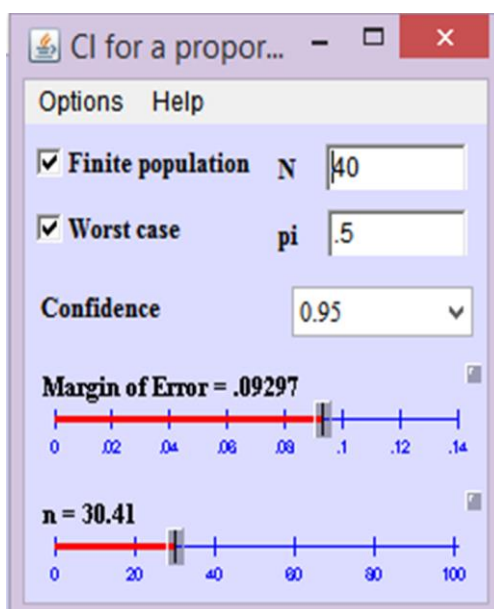 CI for a propor...
Options Help
Finite population N 40
Worst case pi .5
Confidence 0.95
Margin of Error = .09297
0 .02 .04 .06 .08 .1 .12 .14
n = 30.41
0 20 40 60 80 100